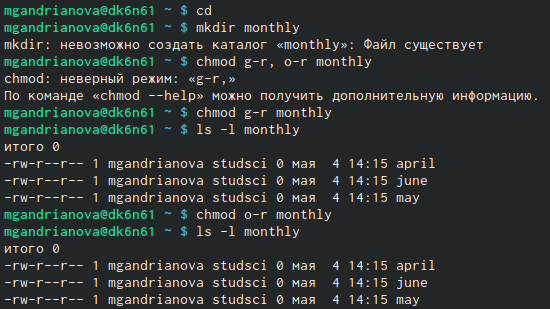 mgandrianova@dk6n61 ~ $ cd
mgandrianova@dk6n61 ~ $ mkdir monthly
mkdir: невозможно создать каталог «monthly»: Файл существует
mgandrianova@dk6n61 ~ $ chmod g-r, o-r monthly
chmod: неверный режим: «g-r,»
По команде «chmod --help» можно получить дополнительную информацию.
mgandrianova@dk6n61 ~ $ chmod g-r monthly
mgandrianova@dk6n61 ~ $ ls -l monthly
итого 0
-rw-r--r-- 1 mgandrianova studsci 0 мая  4 14:15 april
-rw-r--r-- 1 mgandrianova studsci 0 мая  4 14:15 june
-rw-r--r-- 1 mgandrianova studsci 0 мая  4 14:15 may
mgandrianova@dk6n61 ~ $ chmod o-r monthly
mgandrianova@dk6n61 ~ $ ls -l monthly
итого 0
-rw-r--r-- 1 mgandrianova studsci 0 мая  4 14:15 april
-rw-r--r-- 1 mgandrianova studsci 0 мая  4 14:15 june
-rw-r--r-- 1 mgandrianova studsci 0 мая  4 14:15 may